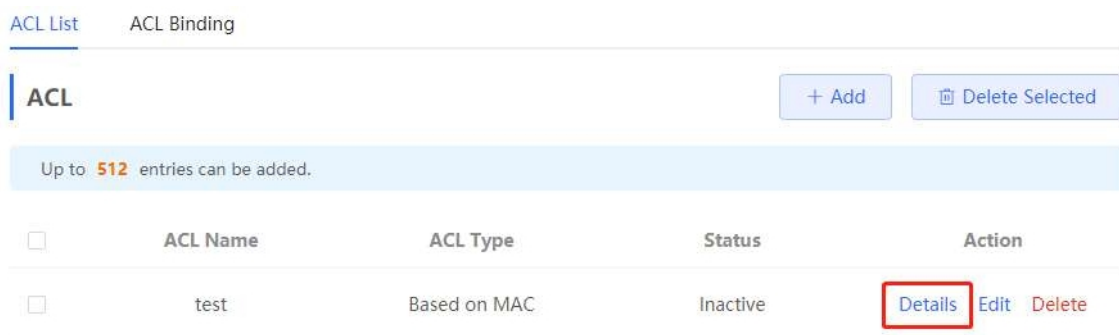 ACL List ACL Binding
ACL + Add Delete Selected
Up to 512 entries can be added.
ACL Name ACL Type Status Action
test Based on MAC Inactive Details Edit Delete